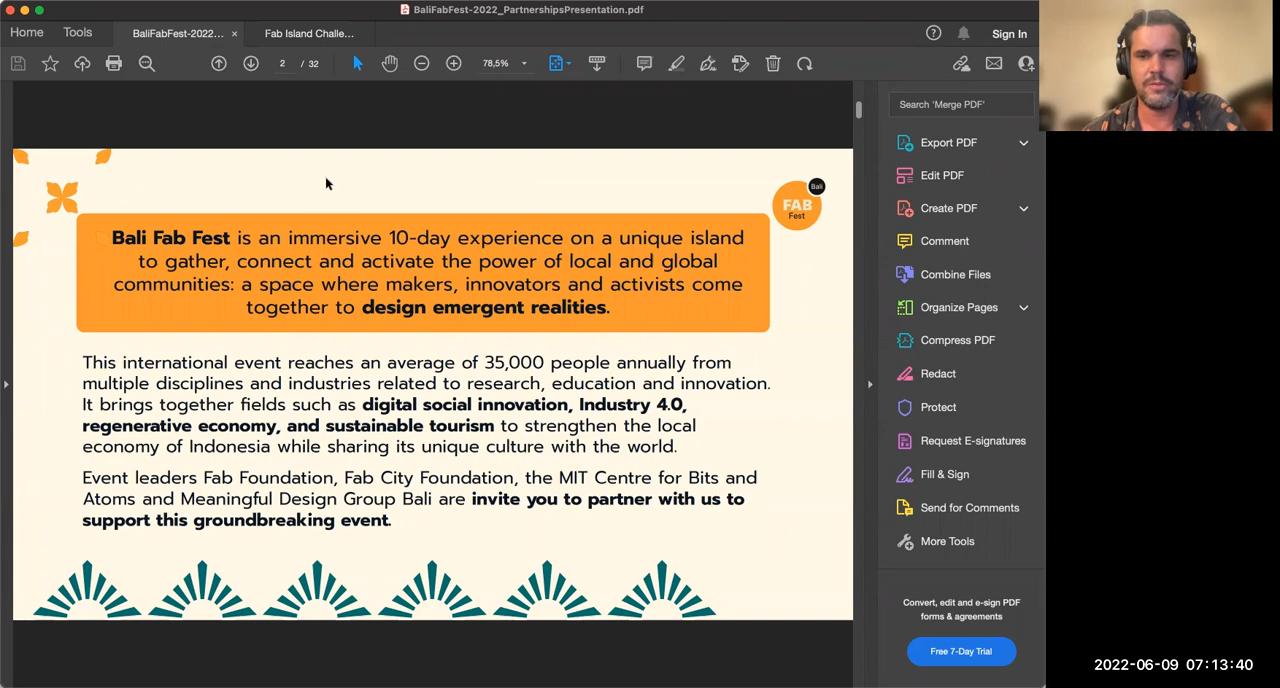 BaliFabFest-2022_PartnershipsPresentation.pdf
Home
Tools
BaliFabFest-2022...
×
Fab Island Challe...
?
Sign In
2 / 32
78,5%
Search 'Merge PDF'
Export PDF
Edit PDF
Create PDF
Comment
Combine Files
Organize Pages
Compress PDF
Redact
Protect
Request E-signatures
Fill & Sign
Send for Comments
More Tools
Convert, edit and e-sign PDF
forms & agreements
Free 7-Day Trial
Bali
FAB
Fest
Bali Fab Fest is an immersive 10-day experience on a unique island
to gather, connect and activate the power of local and global
communities: a space where makers, innovators and activists come
together to design emergent realities.
This international event reaches an average of 35,000 people annually from
multiple disciplines and industries related to research, education and innovation.
It brings together fields such as digital social innovation, Industry 4.0,
regenerative economy, and sustainable tourism to strengthen the local
economy of Indonesia while sharing its unique culture with the world.
Event leaders Fab Foundation, Fab City Foundation, the MIT Centre for Bits and
Atoms and Meaningful Design Group Bali are invite you to partner with us to
support this groundbreaking event.
2022-06-09 07:13:40